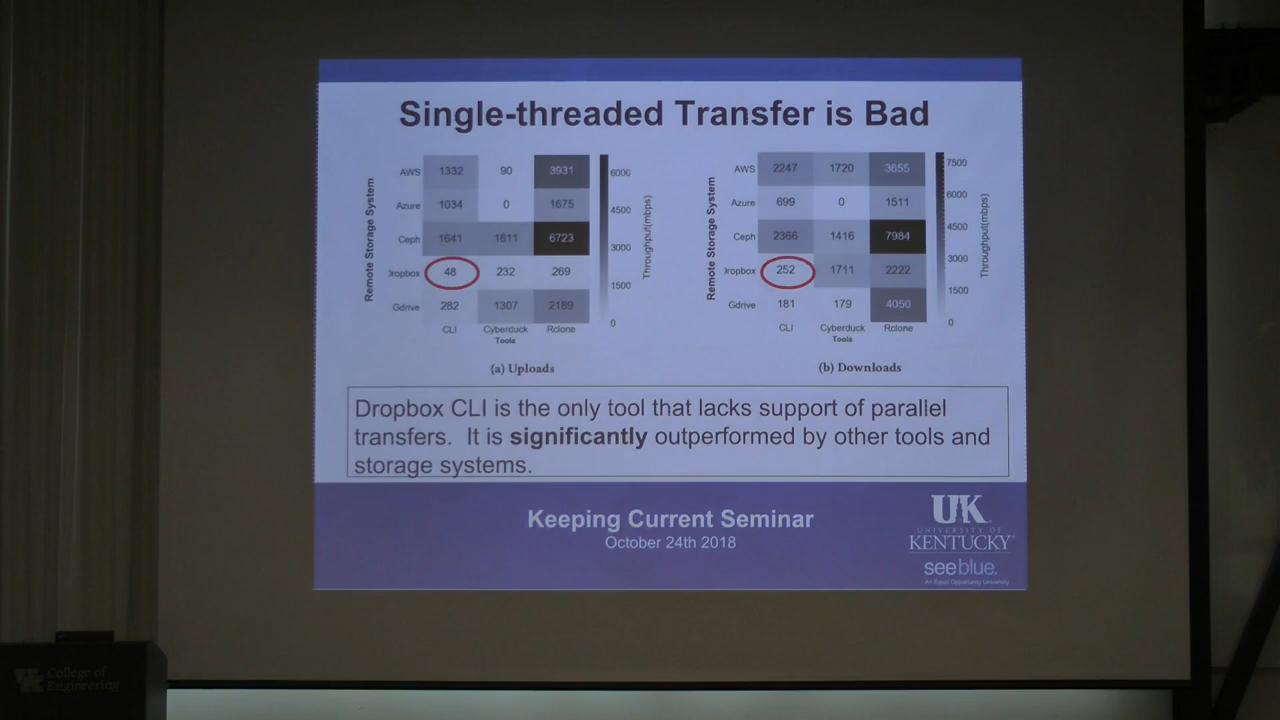 Single-threaded Transfer is Bad
Remote Storage System
AWS 1332 90 3931
Azure 1034 0 1675
Ceph 1641 1811 6723
Dropbox 48 232 269
Gdrive 282 1307 2189
CLI Cyberduck Rclone
Tools
6000
4500
3000
1500
0
Throughput(mbps)
(a) Uploads
Remote Storage System
AWS 2247 1720 3655
Azure 699 0 1511
Ceph 2366 1416 7984
Dropbox 252 1711 2222
Gdrive 181 179 4050
CLI Cyberduck Rclone
Tools
7500
6000
4500
3000
1500
0
Throughput(mbps)
(b) Downloads
Dropbox CLI is the only tool that lacks support of parallel
transfers. It is significantly outperformed by other tools and
storage systems.
Keeping Current Seminar
October 24th 2018
UK
UNIVERSITY OF
KENTUCKY
seeblue.
An Equal Opportunity University
College of
Engineering